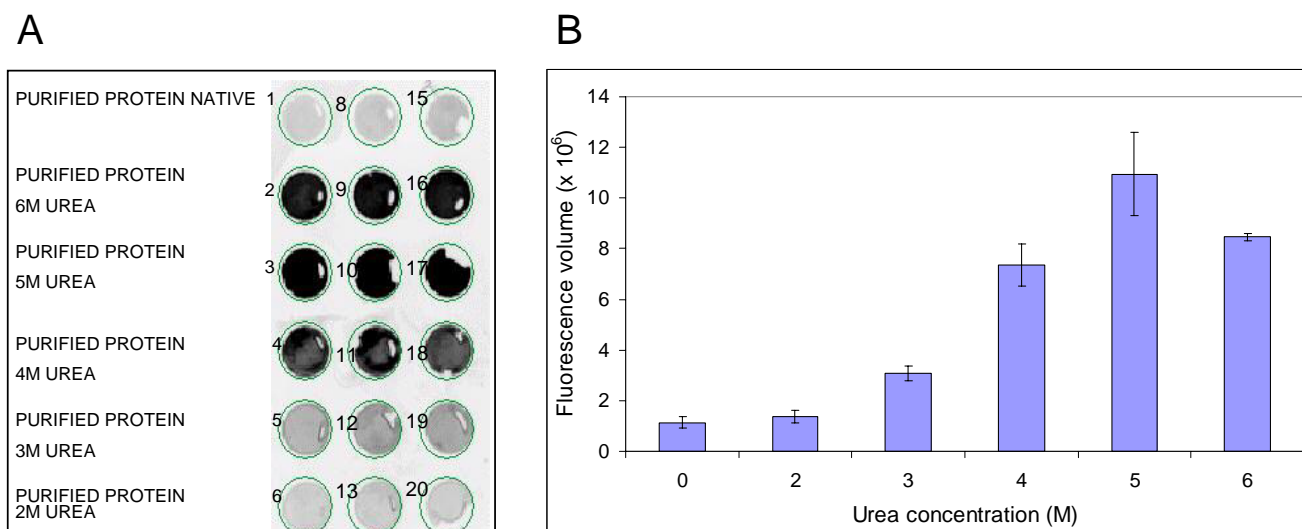 A
PURIFIED PROTEIN NATIVE 1 8 15
PURIFIED PROTEIN
6M UREA
2 9 16
PURIFIED PROTEIN
5M UREA
3 10 17
PURIFIED PROTEIN
4M UREA
4 11 18
PURIFIED PROTEIN
3M UREA
5 12 19
PURIFIED PROTEIN
2M UREA
6 13 20
B
Fluorescence volume (x 10⁶)
14
12
10
8
6
4
2
0
0 2 3 4 5 6
Urea concentration (M)